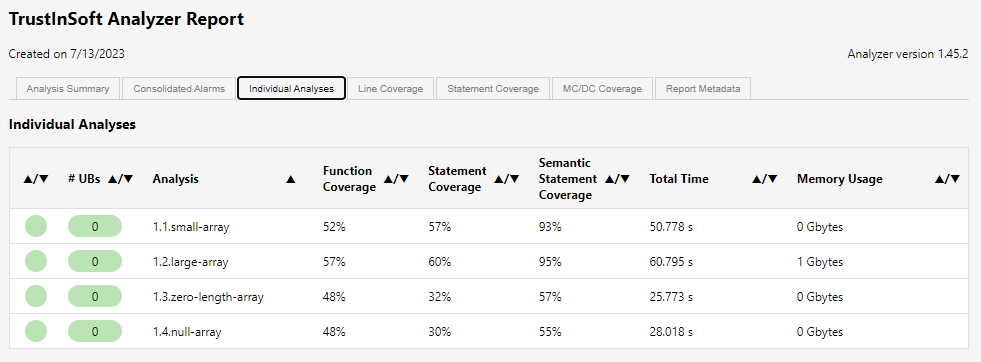 TrustInSoft Analyzer Report
Created on 7/13/2023 Analyzer version 1.45.2
Analysis Summary Consolidated Alarms Individual Analyses Line Coverage Statement Coverage MC/DC Coverage Report Metadata
Individual Analyses
▲/▼ # UBs ▲/▼ Analysis ▲ Function Coverage ▲/▼ Statement Coverage ▲/▼ Semantic Statement Coverage ▲/▼ Total Time ▲/▼ Memory Usage ▲/▼
0 1.1.small-array 52% 57% 93% 50.778 s 0 Gbytes
0 1.2.large-array 57% 60% 95% 60.795 s 1 Gbytes
0 1.3.zero-length-array 48% 32% 57% 25.773 s 0 Gbytes
0 1.4.null-array 48% 30% 55% 28.018 s 0 Gbytes